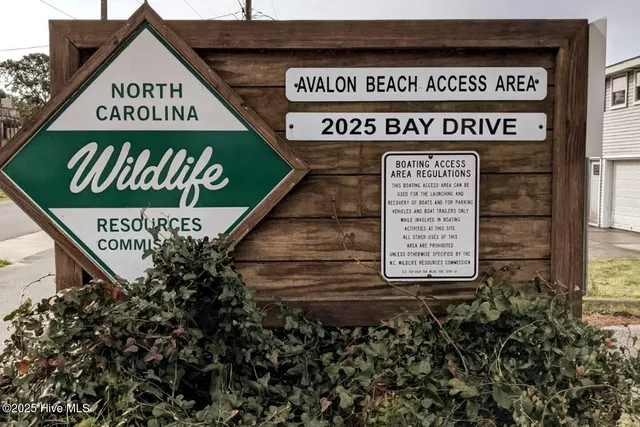 NORTH
CAROLINA
Wildlife
RESOURCES
COMMISSION
AVALON BEACH ACCESS AREA
2025 BAY DRIVE
BOATING ACCESS
AREA REGULATIONS
THIS BOATING ACCESS AREA CAN BE
USED FOR THE LAUNCHING AND
RECOVERY OF BOATS AND FOR PARKING
VEHICLES AND BOAT TRAILERS ONLY
WHILE INVOLVED IN BOATING
ACTIVITIES AT THIS SITE.
ALL OTHER USES OF THIS
AREA ARE PROHIBITED
UNLESS OTHERWISE SPECIFIED BY THE
N.C. WILDLIFE RESOURCES COMMISSION
©2025 Hive MLS